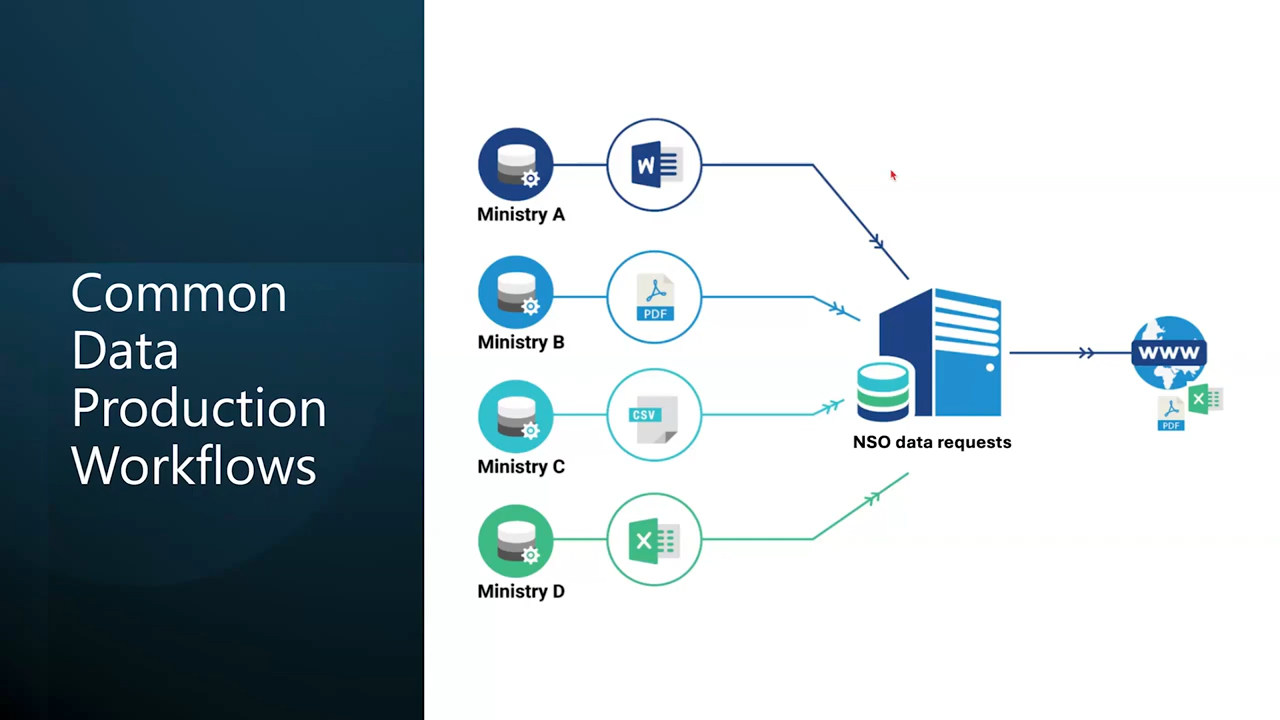 Common
Data
Production
Workflows
W
Ministry A
PDF
Ministry B
CSV
Ministry C
X
Ministry D
NSO data requests
WWW
X
PDF